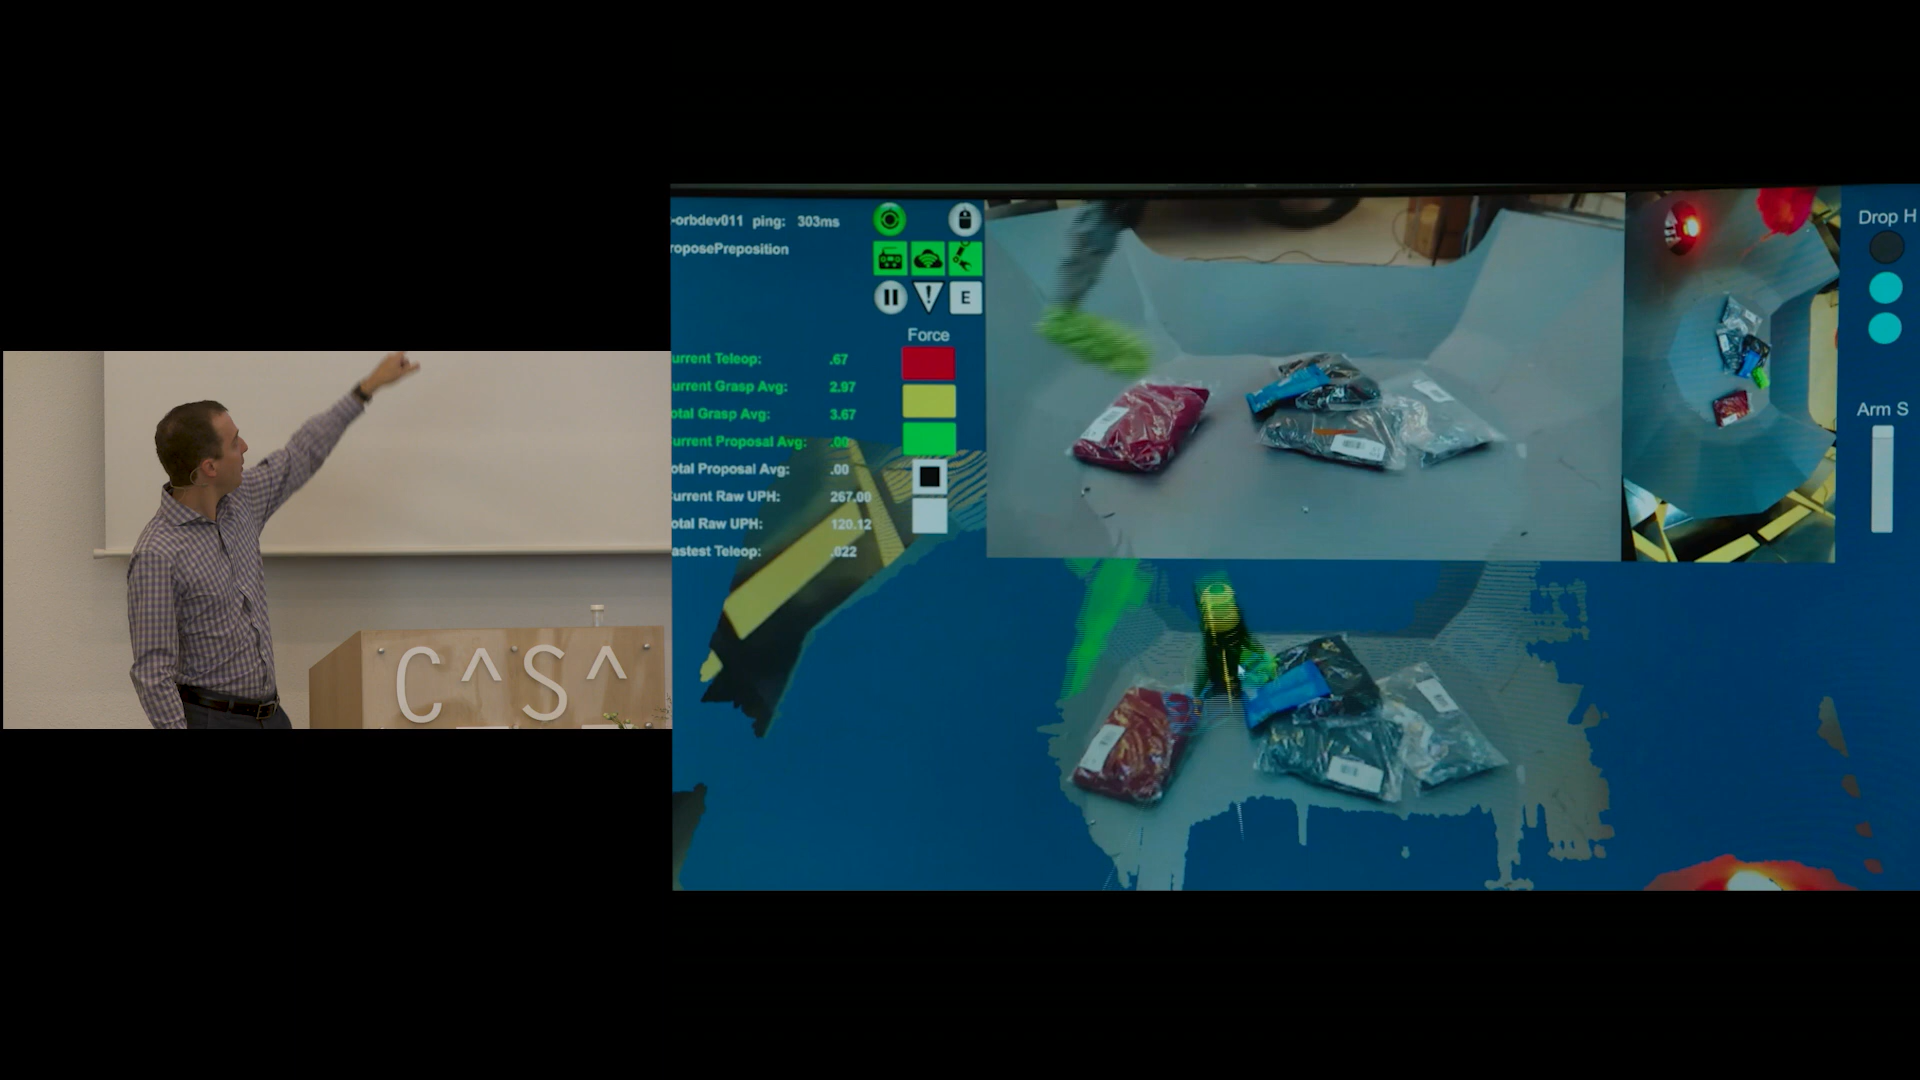 -orbdev011 ping: 303ms
roposePreposition
E
Force
urrent Teleop: .67
urrent Grasp Avg: 2.97
otal Grasp Avg: 3.67
urrent Proposal Avg: .00
otal Proposal Avg: .00
urrent Raw UPH: 267.00
otal Raw UPH: 120.12
astest Teleop: .022
Drop H
Arm S
C^S^